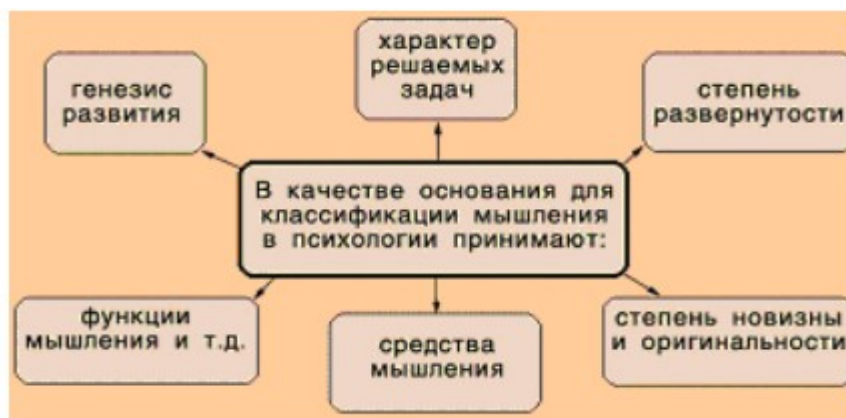 характер
решаемых
задач
генезис
развития
степень
развернутости
В качестве основания для
классификации мышления
в психологии принимают:
функции
мышления и т.д.
средства
мышления
степень новизны
и оригинальности